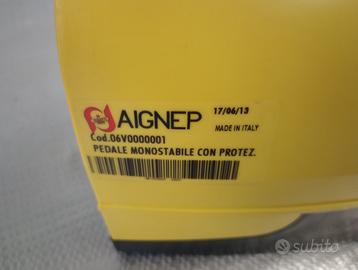 AIGNEP
17/06/13
MADE IN ITALY
Cod.06V0000001
PEDALE MONOSTABILE CON PROTEZ.
subito